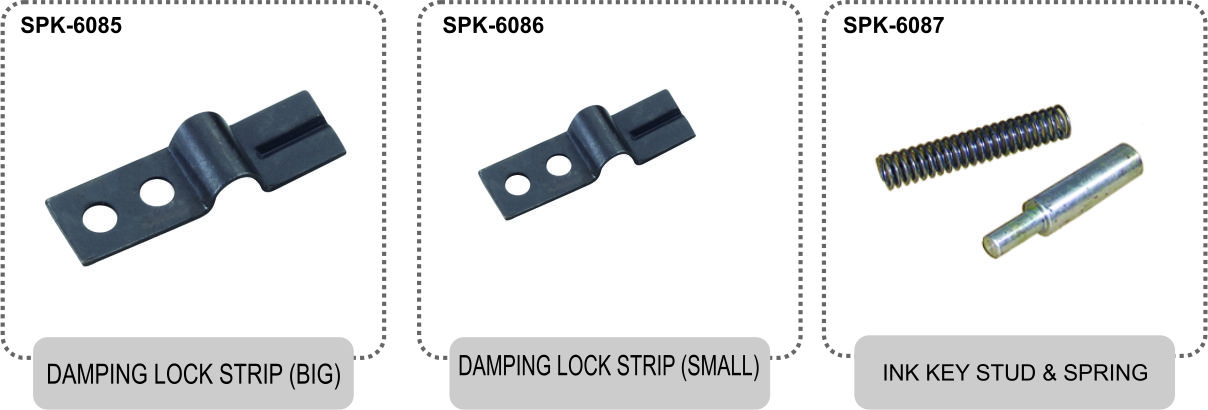 SPK-6085
DAMPING LOCK STRIP (BIG)
SPK-6086
DAMPING LOCK STRIP (SMALL)
SPK-6087
INK KEY STUD & SPRING